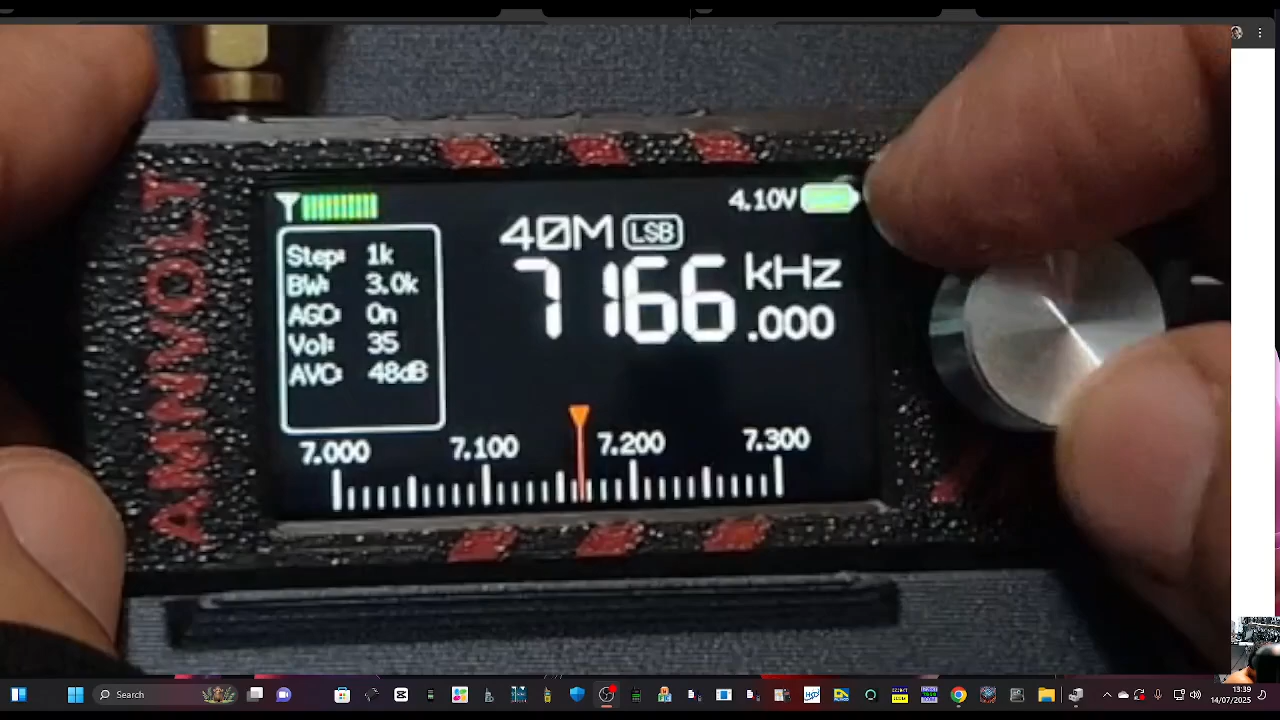 AMNVOLT
4.10V
40M LSB
7166 kHz
.000
Step: 1k
BW: 3.0k
AGC: On
Vol: 35
AVC: 48dB
7.000 7.100 7.200 7.300
Search
13:39
14/07/2025